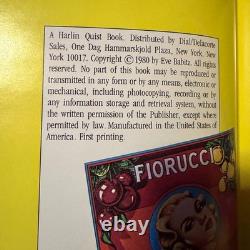 A Harlin Quist Book. Distributed by Dial/Delacorte
Sales, One Dag Hammarskjold Plaza, New York, New
York 10017. Copyright © 1980 by Eve Babitz. All rights
reserved. No part of this book may be reproduced or
transmitted in any form or by any means, electronic or
mechanical, including photocopying, recording or by
any information storage and retrieval system, without
the written permission of the Publisher, except where
permitted by law. Manufactured in the United States of
America. First printing.
FIORUCCI
worthpoint